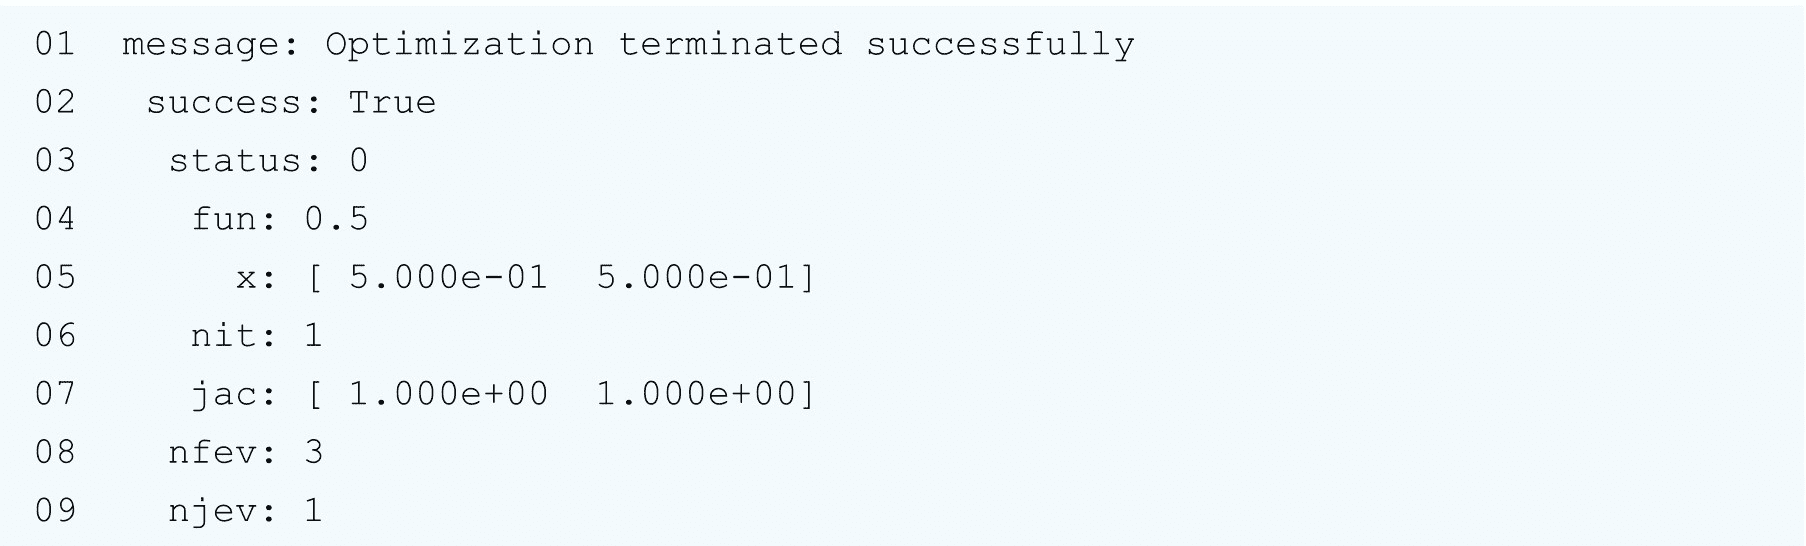 01  message: Optimization terminated successfully
02   success: True
03    status: 0
04     fun: 0.5
05       x: [ 5.000e-01  5.000e-01]
06     nit: 1
07     jac: [ 1.000e+00  1.000e+00]
08    nfev: 3
09    njev: 1